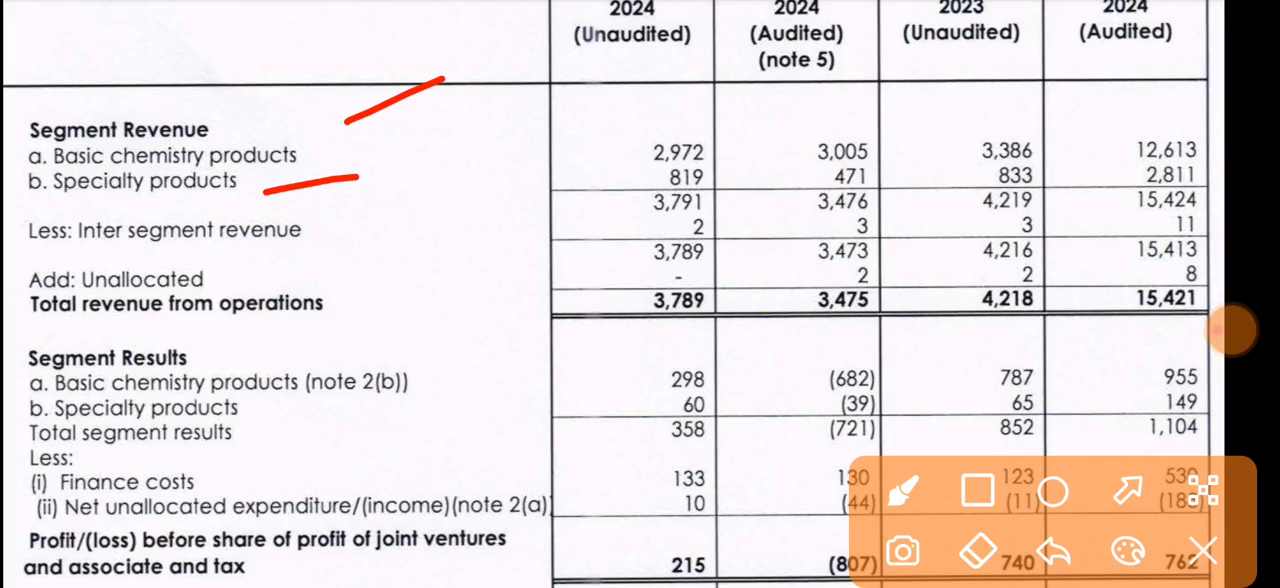 2024 2024 2023 2024
(Unaudited) (Audited) (Unaudited) (Audited)
(note 5)
Segment Revenue
a. Basic chemistry products 2,972 3,005 3,386 12,613
b. Specialty products 819 471 833 2,811
3,791 3,476 4,219 15,424
Less: Inter segment revenue 2 3 3 11
3,789 3,473 4,216 15,413
Add: Unallocated - 2 2 8
Total revenue from operations 3,789 3,475 4,218 15,421
Segment Results
a. Basic chemistry products (note 2(b)) 298 (682) 787 955
b. Specialty products 60 (39) 65 149
Total segment results 358 (721) 852 1,104
Less:
(i) Finance costs 133 130 123 530
(ii) Net unallocated expenditure/(income)(note 2(a) 10 (44) (11)
Profit/(loss) before share of profit of joint ventures
and associate and tax 215 (807) 740 762